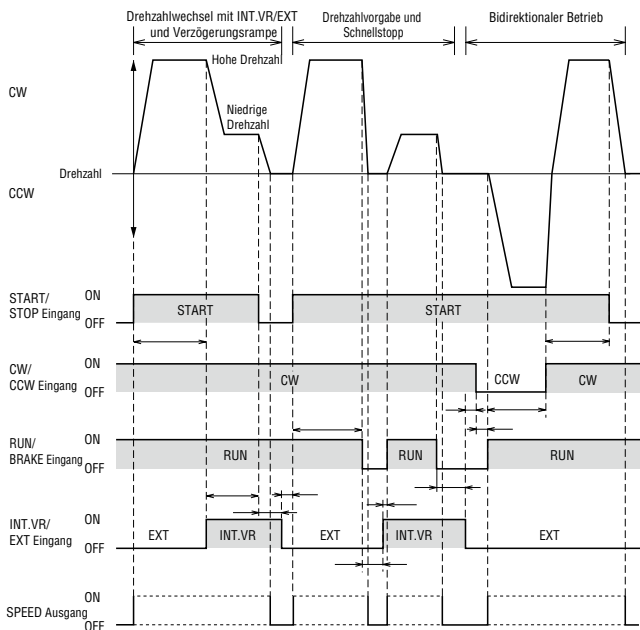 Drehzahlwechsel mit INT.VR/EXT
und Verzögerungsrampe
Drehzahlvorgabe und
Schnellstopp
Bidirektionaler Betrieb
Hohe Drehzahl
CW
Niedrige
Drehzahl
Drehzahl
CCW
START/
STOP Eingang
ON
OFF
START
START
CW/
CCW Eingang
ON
OFF
CW
CCW
CW
RUN/
BRAKE Eingang
ON
OFF
RUN
RUN
RUN
INT.VR/
EXT Eingang
ON
OFF
EXT
INT.VR
EXT
INT.VR
EXT
SPEED Ausgang
ON
OFF